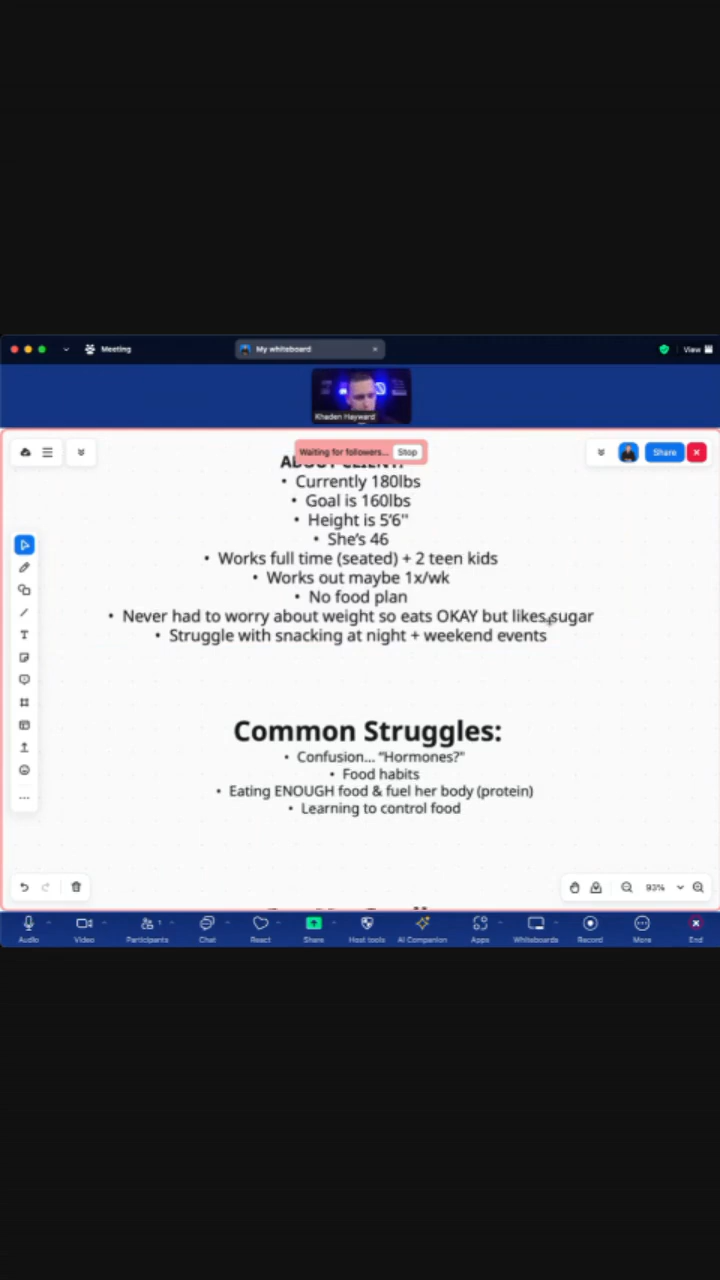 Meeting
My whiteboard
View
Khaden Hayward
Waiting for followers... Stop
Share
ABOUT CLIENT:
• Currently 180lbs
• Goal is 160lbs
• Height is 5'6"
• She's 46
• Works full time (seated) + 2 teen kids
• Works out maybe 1x/wk
• No food plan
• Never had to worry about weight so eats OKAY but likes sugar
• Struggle with snacking at night + weekend events
Common Struggles:
• Confusion... "Hormones?"
• Food habits
• Eating ENOUGH food & fuel her body (protein)
• Learning to control food
93%
Audio Video Participants 1 Chat React Share Host tools AI Companion Apps Whiteboards Record More End